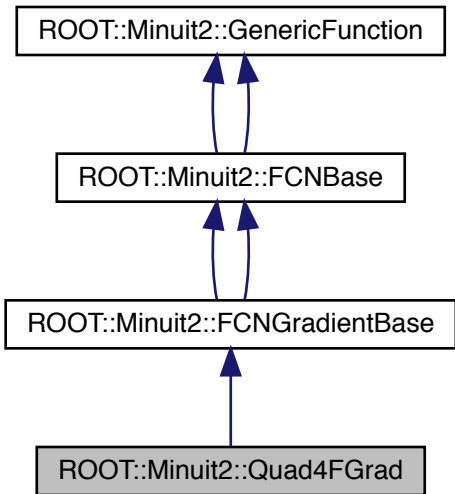 ROOT::Minuit2::GenericFunction
ROOT::Minuit2::FCNBase
ROOT::Minuit2::FCNGradientBase
ROOT::Minuit2::Quad4FGrad